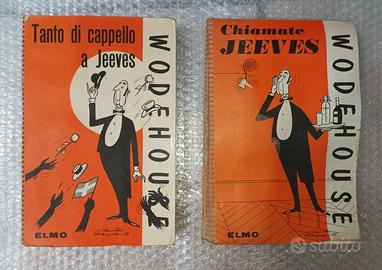 Tanto di cappello
a Jeeves
WODEHOUSE
ELMO
Chiamate
JEEVES
WODEHOUSE
ELMO
subito